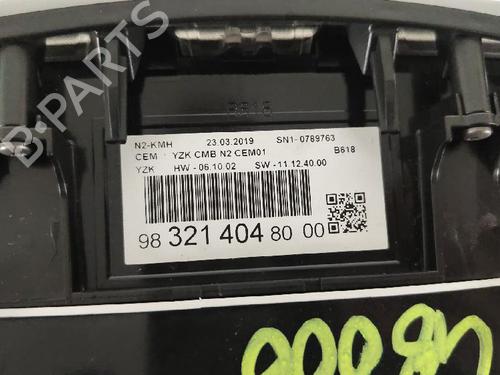 N2-KMH 23.03.2019 SN1- 0789763
CEM : YZK CMB N2 CEM01 B618
YZK HW - 06.10.02 SW - 11.12.40.00
98 321 404 80 00
B-Parts